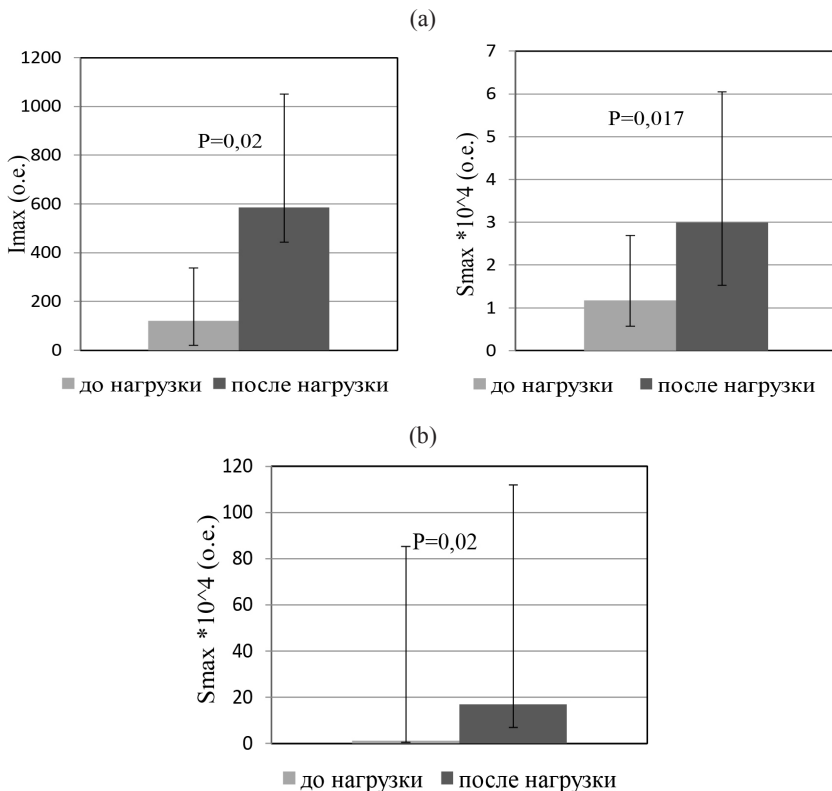 (a)
1200
1000
800
600
400
200
0
Imax (o.e.)
P=0,02
до нагрузки после нагрузки
7
6
5
4
3
2
1
0
Smax *10^4 (o.e.)
P=0,017
до нагрузки после нагрузки
(b)
120
100
80
60
40
20
0
Smax *10^4 (o.e.)
P=0,02
до нагрузки после нагрузки